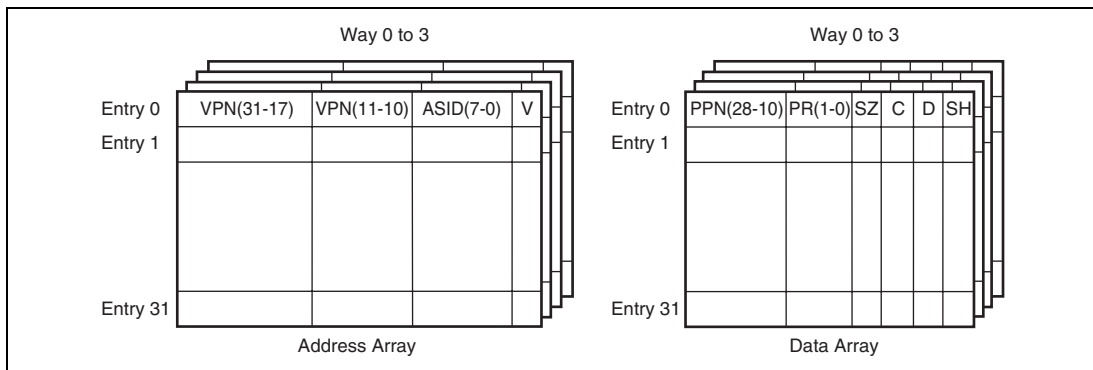 Way 0 to 3
Entry 0 VPN(31-17) VPN(11-10) ASID(7-0) V
Entry 1
Entry 31
Address Array
Way 0 to 3
Entry 0 PPN(28-10) PR(1-0) SZ C D SH
Entry 1
Entry 31
Data Array